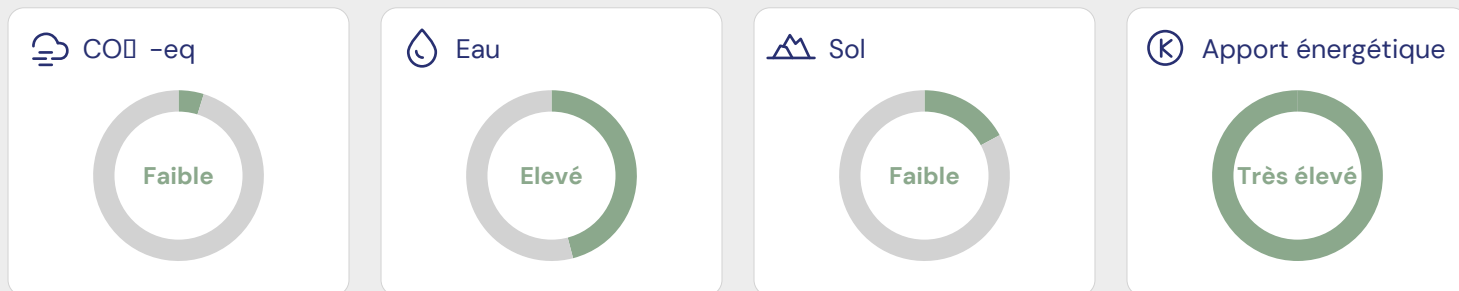 CO▯ -eq
Eau
Sol
Apport énergétique
Faible
Elevé
Faible
Très élevé